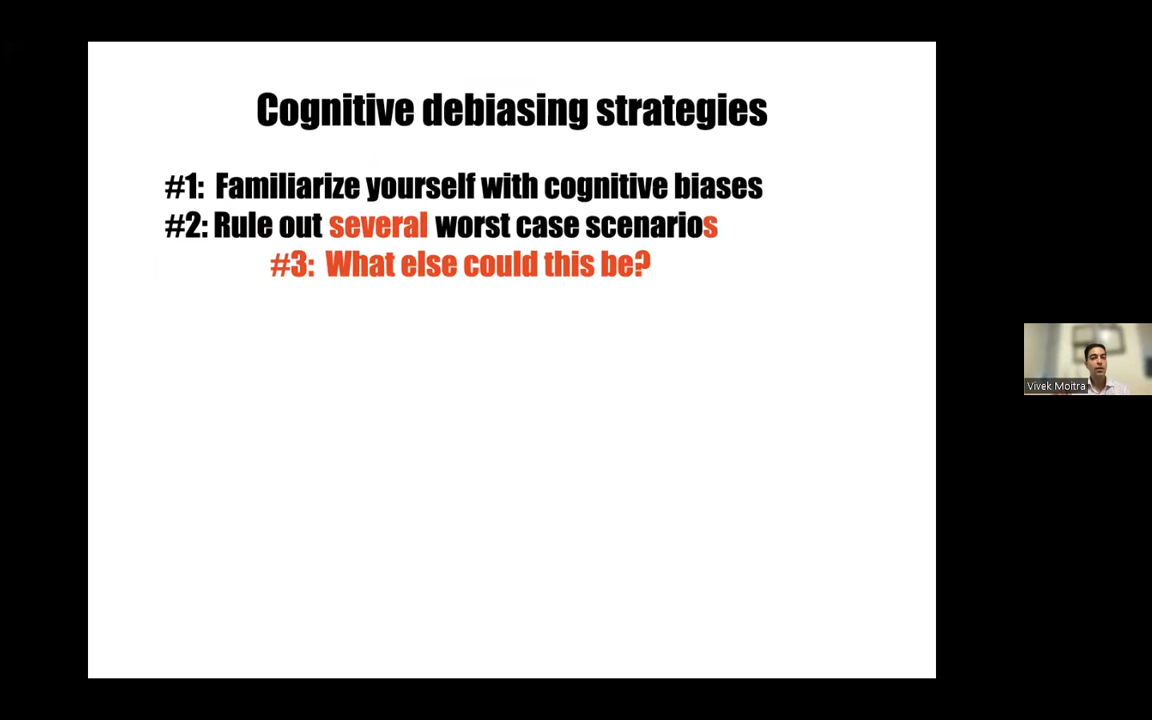 Cognitive debiasing strategies
#1: Familiarize yourself with cognitive biases
#2: Rule out several worst case scenarios
#3: What else could this be?
Vivek Moitra